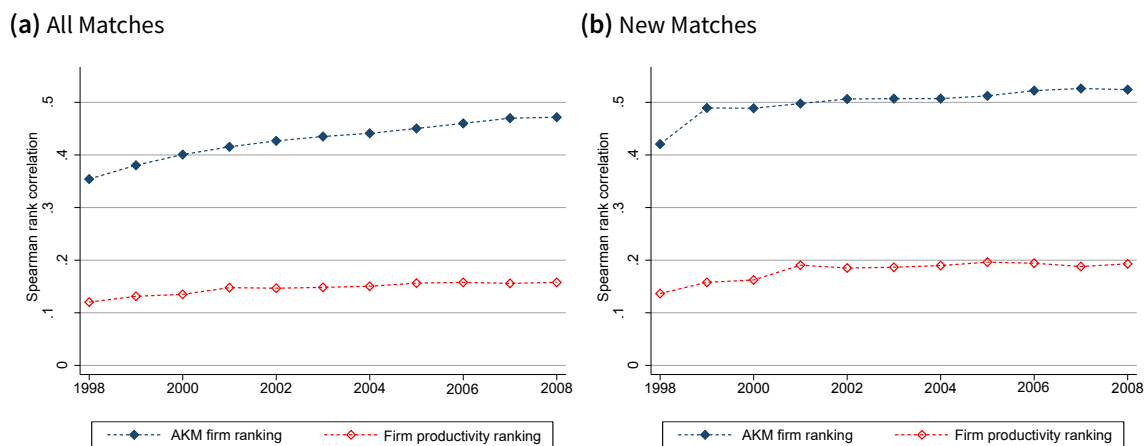 (a) All Matches
Spearman rank correlation
0
.1
.2
.3
.4
.5
1998 2000 2002 2004 2006 2008
AKM firm ranking Firm productivity ranking
(b) New Matches
Spearman rank correlation
0
.1
.2
.3
.4
.5
1998 2000 2002 2004 2006 2008
AKM firm ranking Firm productivity ranking